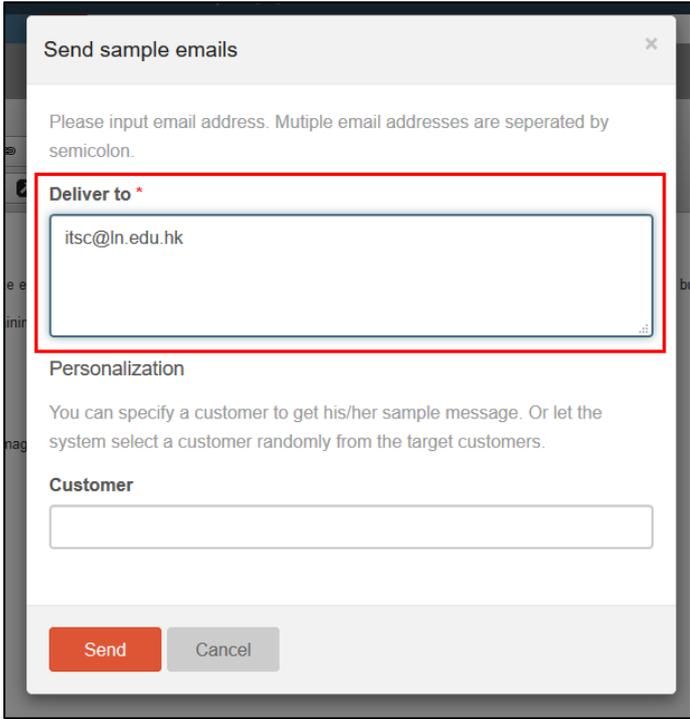 Send sample emails
×
Please input email address. Mutiple email addresses are seperated by
semicolon.
Deliver to *
itsc@ln.edu.hk
Personalization
You can specify a customer to get his/her sample message. Or let the
system select a customer randomly from the target customers.
Customer
Send
Cancel